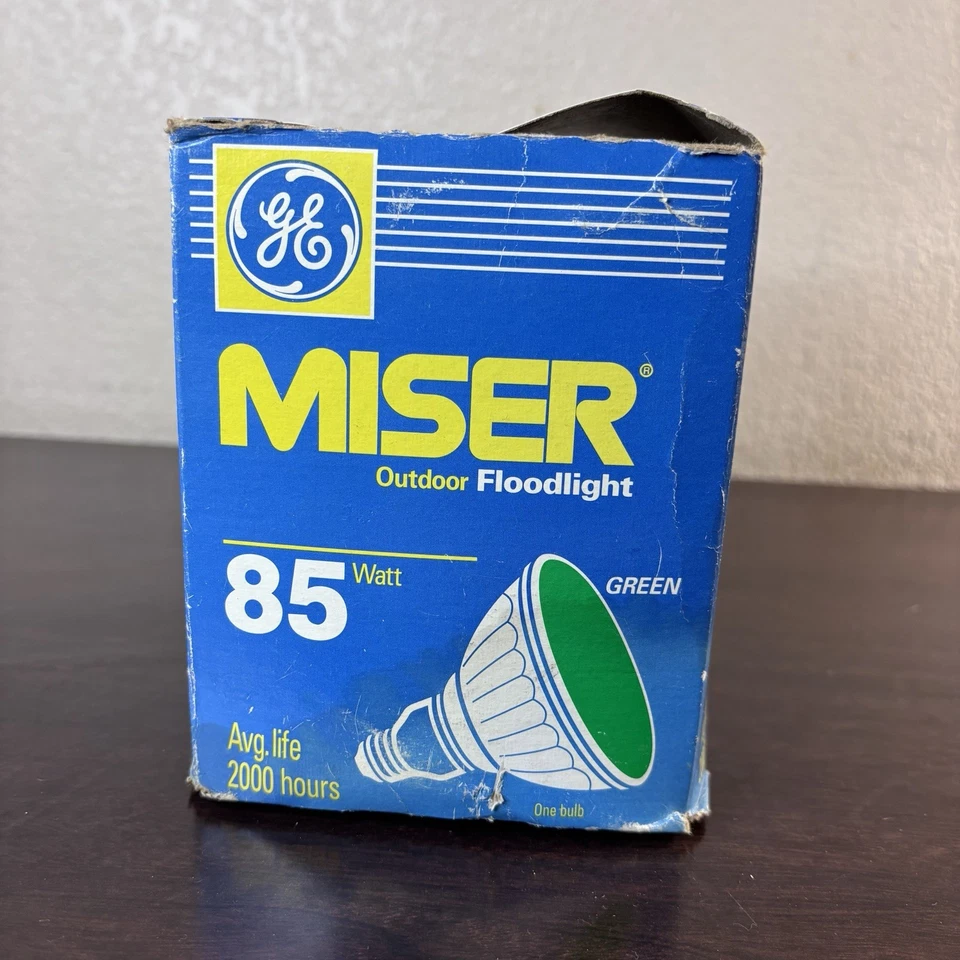 GE
MISER®
Outdoor Floodlight
85 Watt
GREEN
Avg. life
2000 hours
One bulb